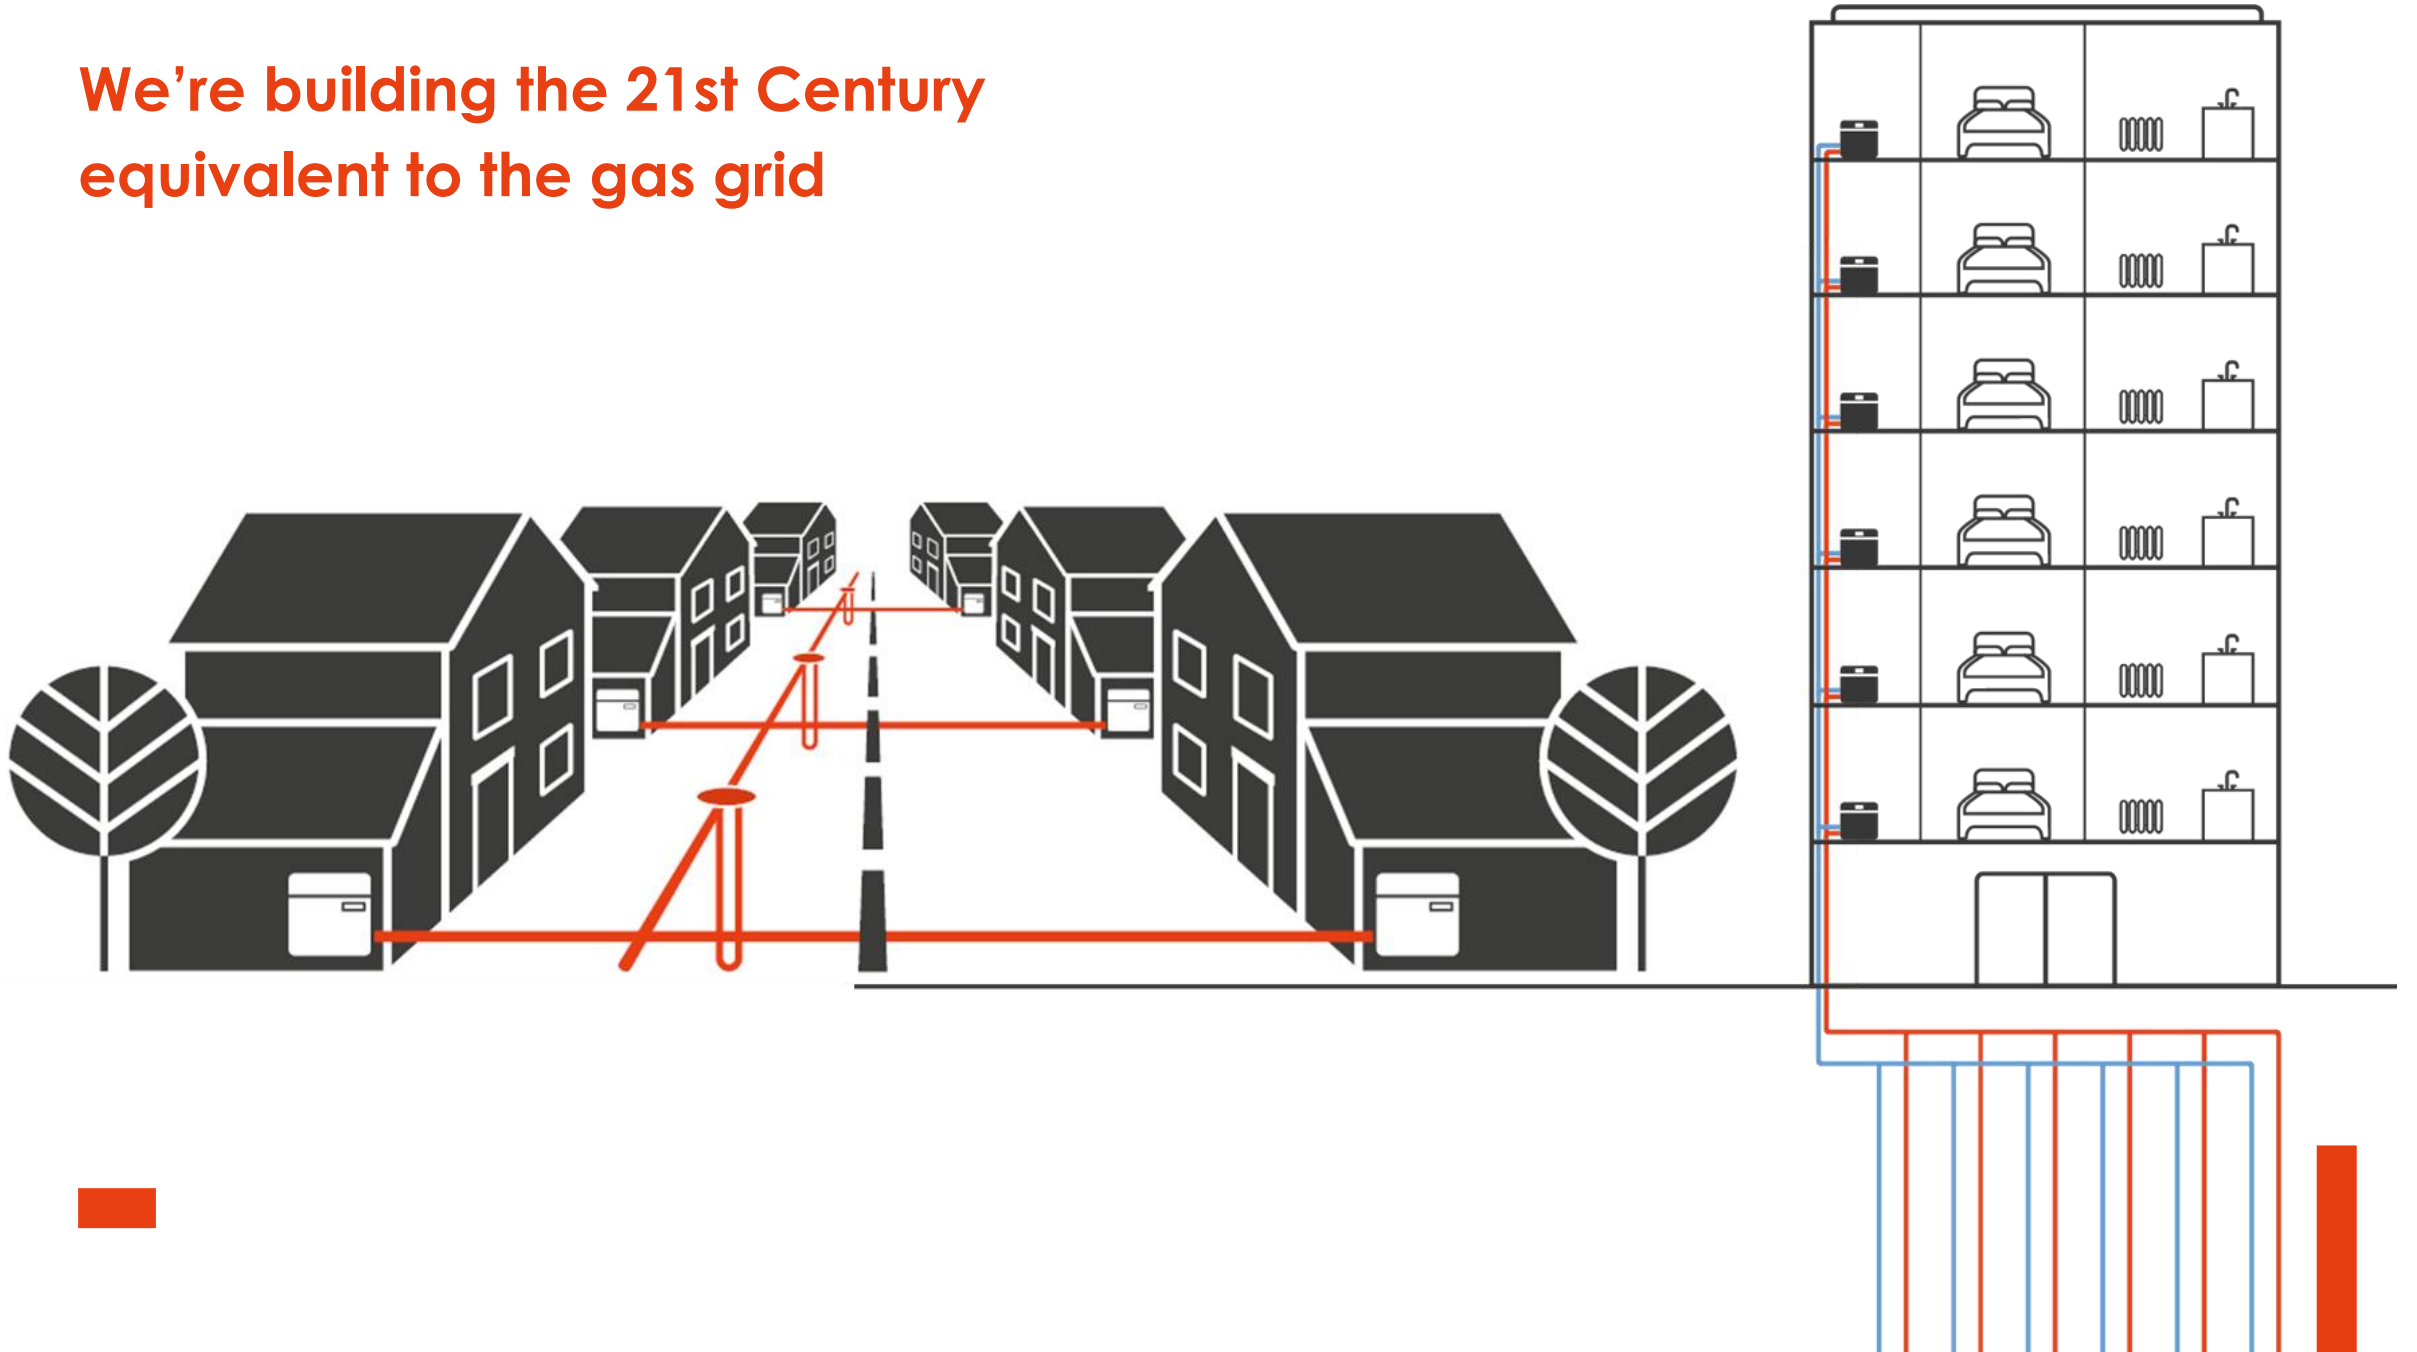 We’re building the 21st Century
equivalent to the gas grid